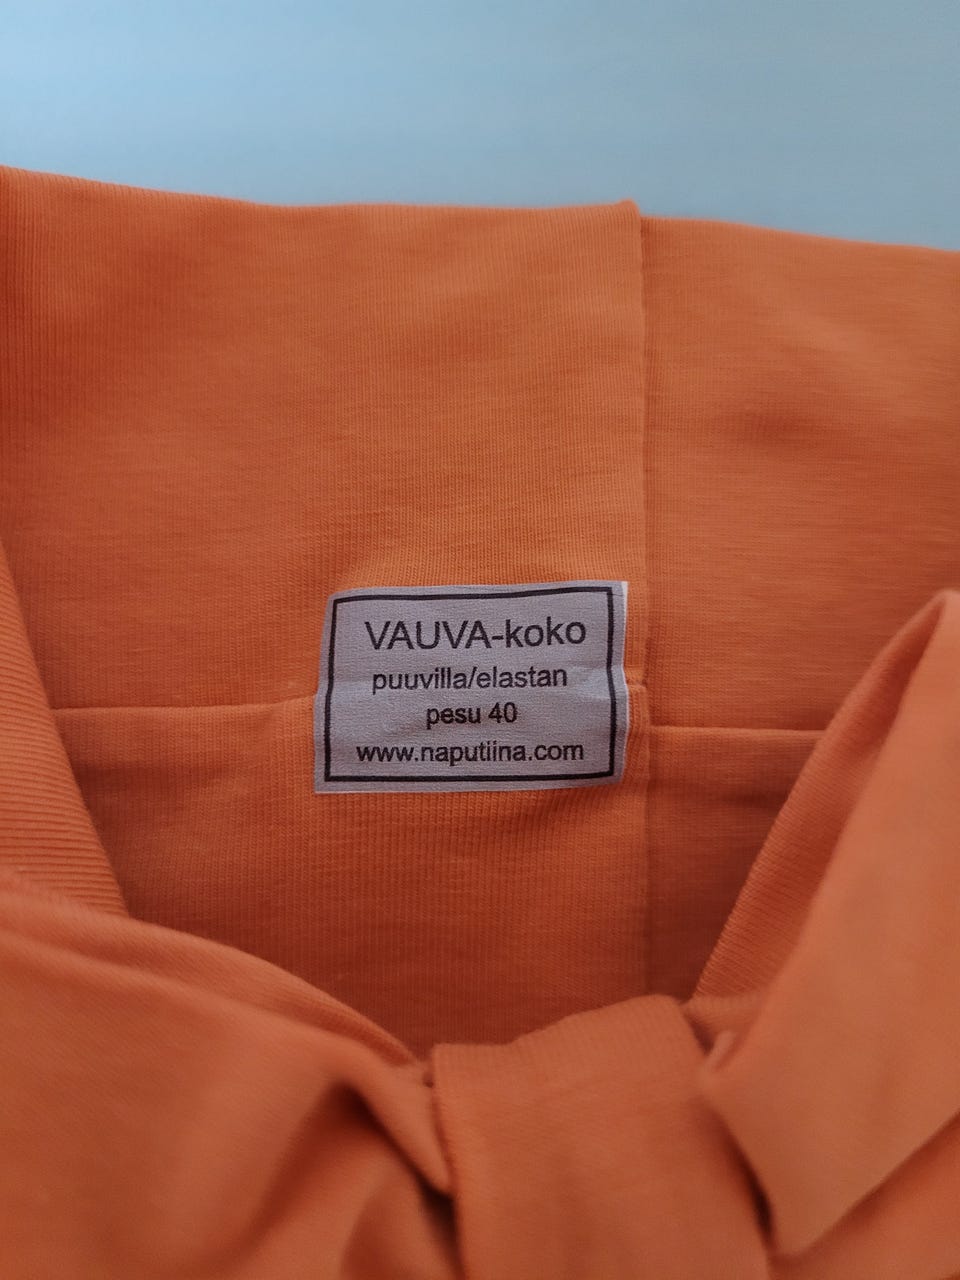 VAUVA-koko
puuvilla/elastan
pesu 40
www.naputiina.com